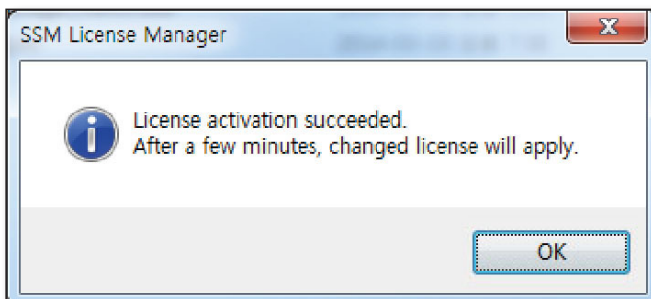 SSM License Manager
License activation succeeded.
After a few minutes, changed license will apply.
OK